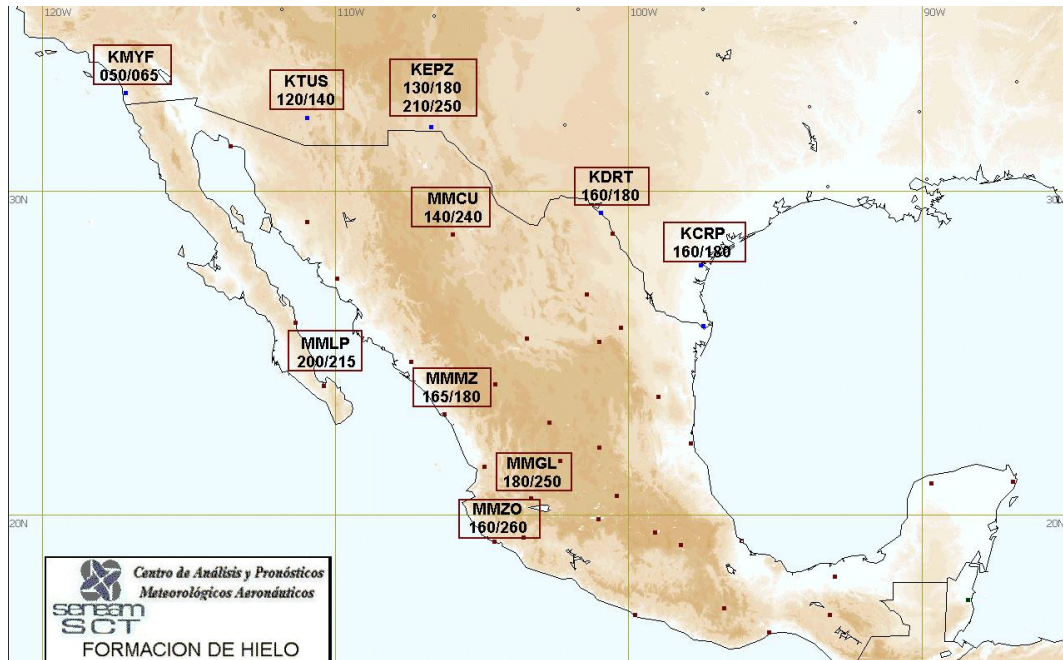 120W
110W
100W
90W
KMYF
050/065
KTUS
120/140
KEPZ
130/180
210/250
KDRT
160/180
30N
30N
MMCU
140/240
KCRP
160/180
MMLP
200/215
MMMZ
165/180
MMGL
180/250
MMZO
160/260
20N
20N
Centro de Análisis y Pronósticos
Meteorológicos Aeronáuticos
seneam
SCT
FORMACION DE HIELO